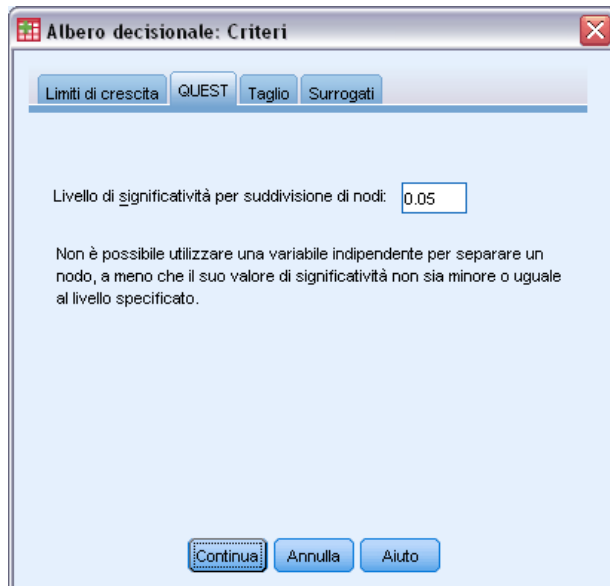 Albero decisionale: Criteri
Limiti di crescita QUEST Taglio Surrogati
Livello di significatività per suddivisione di nodi: 0.05
Non è possibile utilizzare una variabile indipendente per separare un
nodo, a meno che il suo valore di significatività non sia minore o uguale
al livello specificato.
Continua Annulla Aiuto